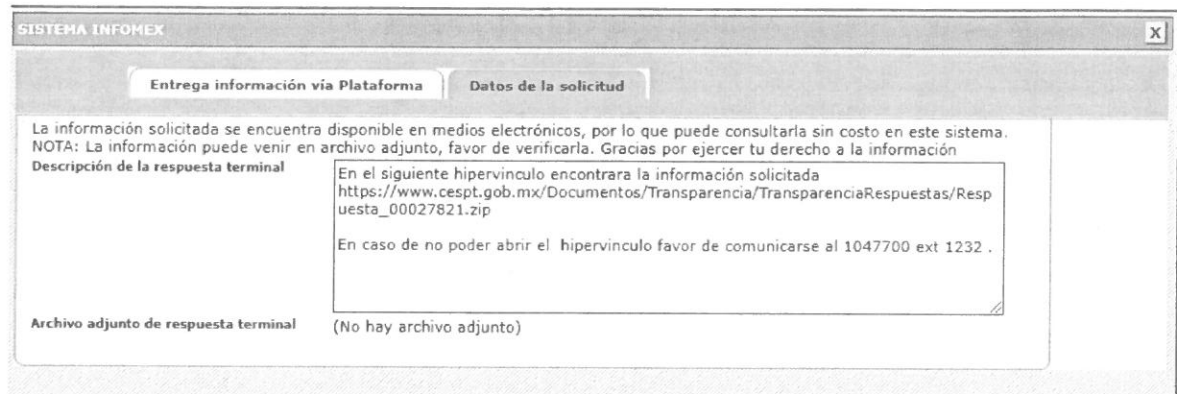 SISTEMA INFOMEX
X
Entrega información vía Plataforma
Datos de la solicitud
La información solicitada se encuentra disponible en medios electrónicos, por lo que puede consultarla sin costo en este sistema.
NOTA: La información puede venir en archivo adjunto, favor de verificarla. Gracias por ejercer tu derecho a la información
Descripción de la respuesta terminal
En el siguiente hipervinculo encontrara la información solicitada
https://www.cespt.gob.mx/Documentos/Transparencia/TransparenciaRespuestas/Resp
uesta_00027821.zip
En caso de no poder abrir el  hipervinculo favor de comunicarse al 1047700 ext 1232 .
Archivo adjunto de respuesta terminal
(No hay archivo adjunto)